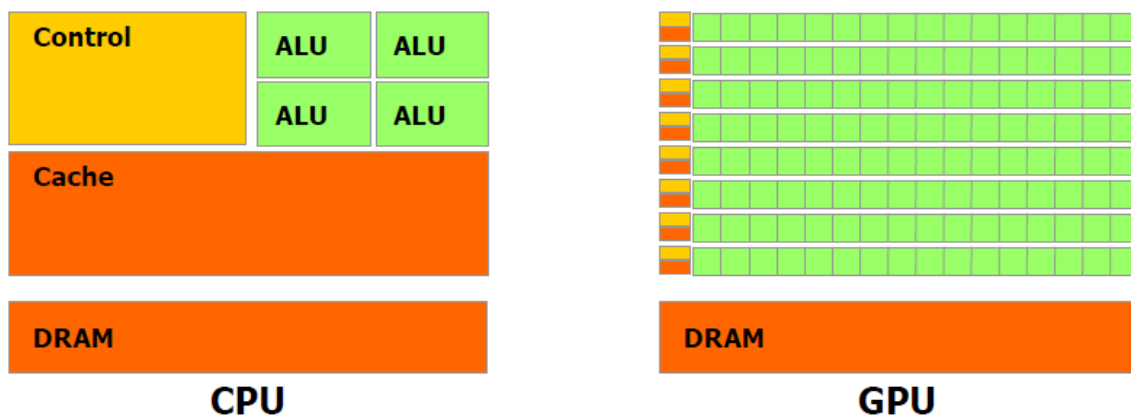 Control
ALU
ALU
ALU
ALU
Cache
DRAM
CPU
DRAM
GPU